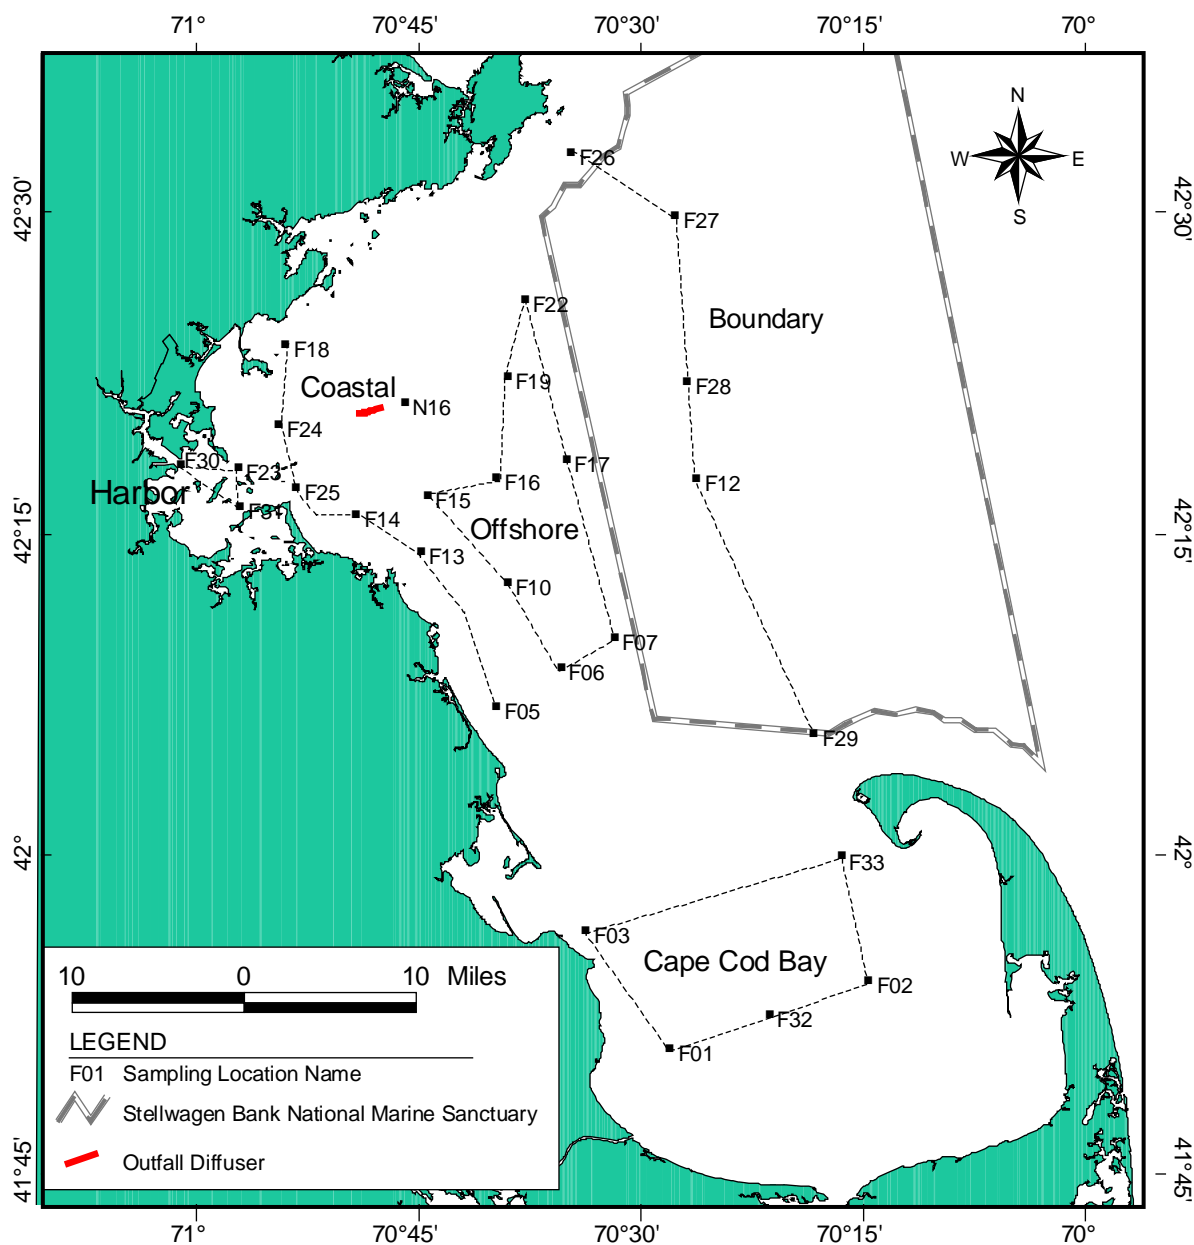 71° 70°45' 70°30' 70°15' 70°
N
W E
S
F26
42°30' 42°30'
F27
F22
Boundary
F18
F19
Coastal
F28
N16
F24
F30 F23 F17
F16 F12
Harbor F25 F15
F31 F14 Offshore
42°15' 42°15'
F13
F10
F07
F06
F05
F29
42° 42°
F33
F03
Cape Cod Bay
10 0 10 Miles
F02
F32
LEGEND
F01
F01 Sampling Location Name
Stellwagen Bank National Marine Sanctuary
Outfall Diffuser
41°45' 41°45'
71° 70°45' 70°30' 70°15' 70°